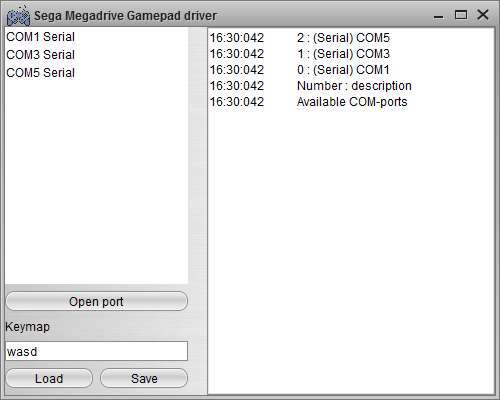 Sega Megadrive Gamepad driver
COM1 Serial
COM3 Serial
COM5 Serial
Open port
Keymap
wasd
Load Save
16:30:042 2 : (Serial) COM5
16:30:042 1 : (Serial) COM3
16:30:042 0 : (Serial) COM1
16:30:042 Number : description
16:30:042 Available COM-ports